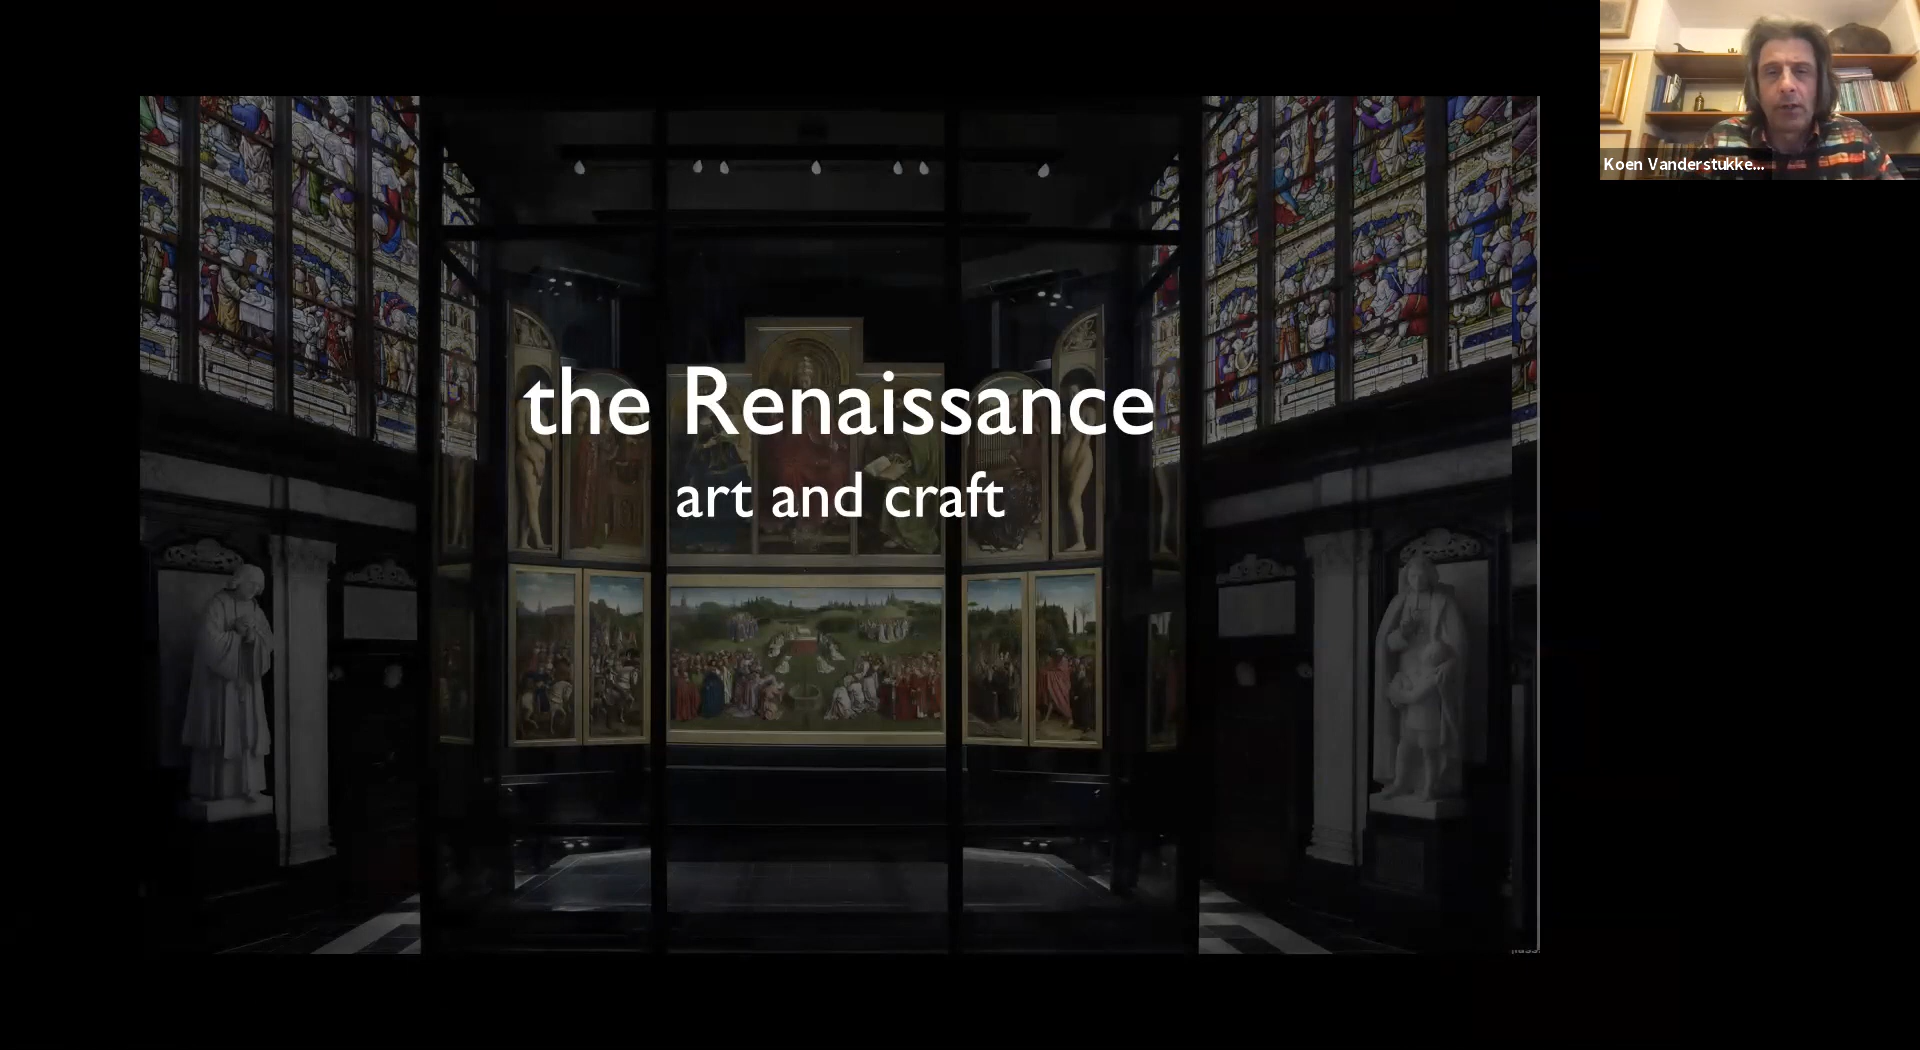 the Renaissance
art and craft
Koen Vanderstukke...